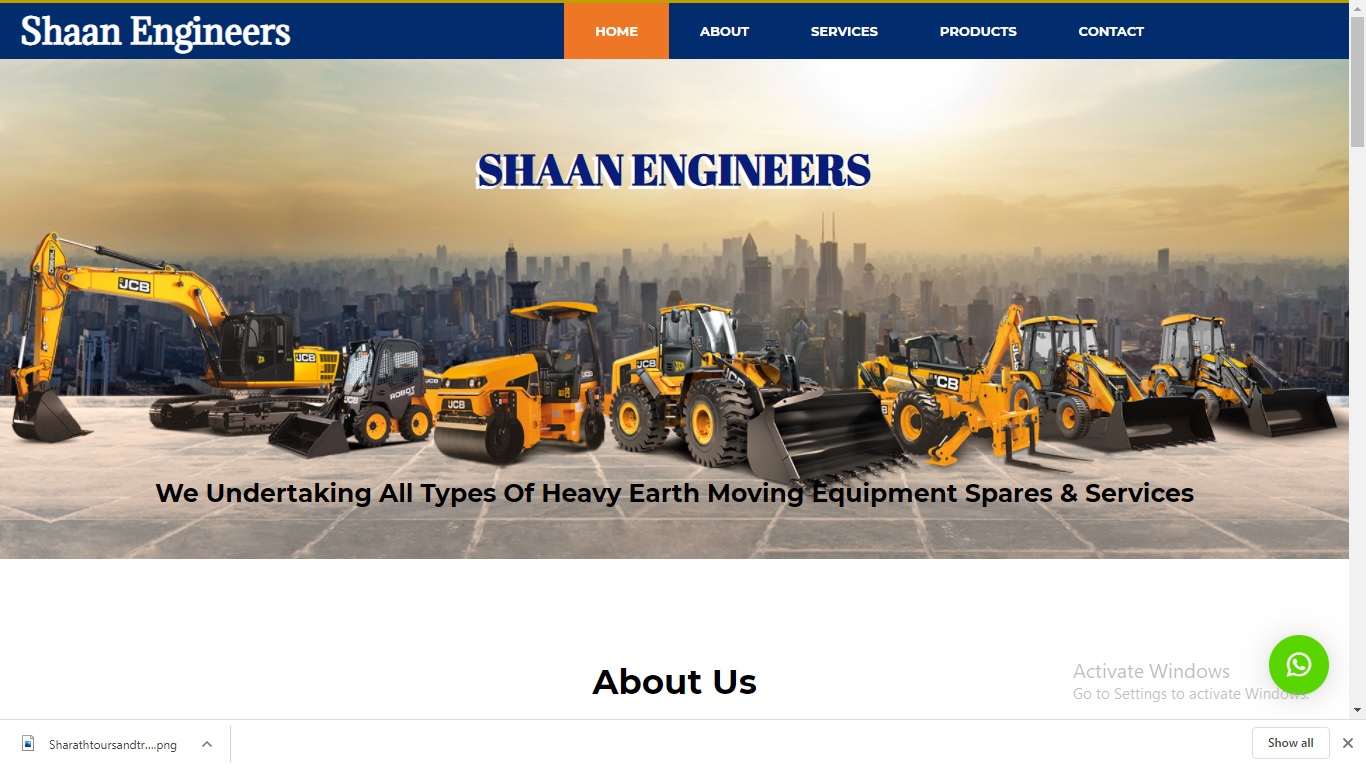 Shaan Engineers
HOME ABOUT SERVICES PRODUCTS CONTACT
SHAAN ENGINEERS
JCB
JCB
JCB
ROBOT
JCB
JCB
JCB
JCB
JCB
We Undertaking All Types Of Heavy Earth Moving Equipment Spares & Services
About Us
Activate Windows
Go to Settings to activate Windows.
Sharathtoursandtr....png
Show all